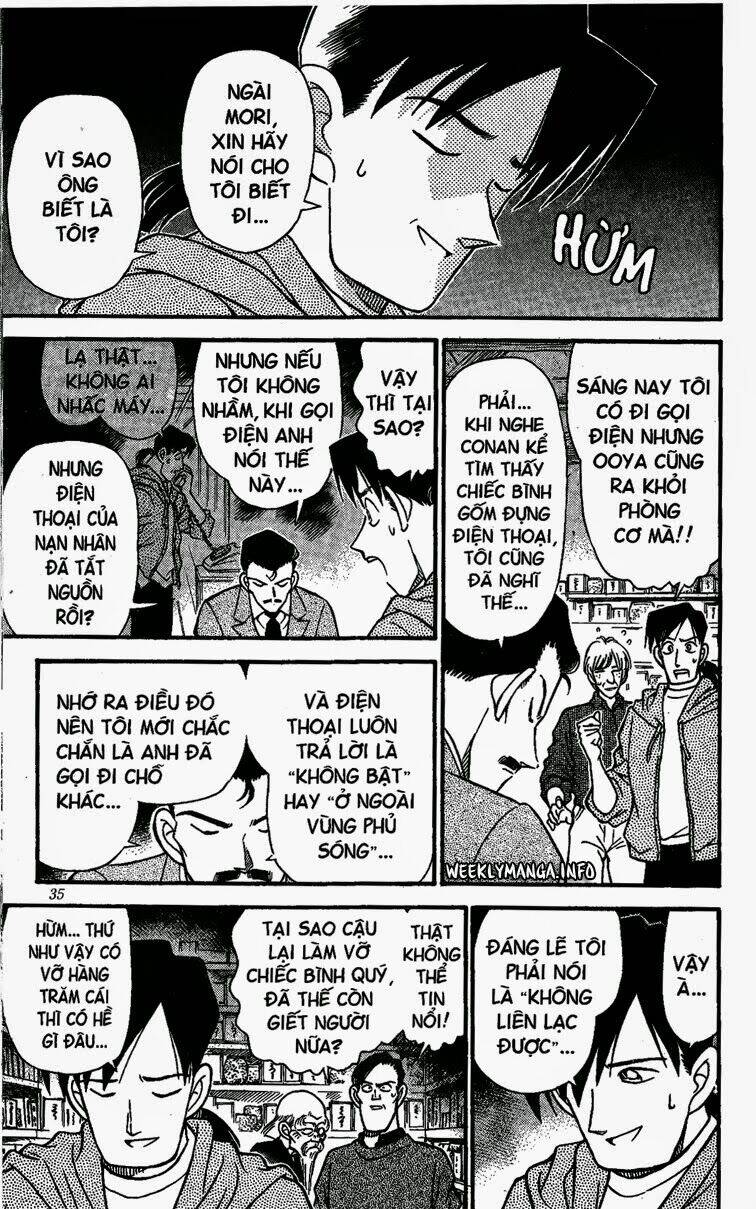 NGÀI
MORI,
XIN HÃY
NÓI CHO
TÔI BIẾT
ĐI...
VÌ SAO
ÔNG
BIẾT LÀ
TÔI?
HỪM
SÁNG NAY TÔI
CÓ ĐI GỌI
ĐIỆN NHƯNG
OOYA CŨNG
RA KHỎI
PHÒNG
CƠ MÀ!!
PHẢI...
KHI NGHE
CONAN KỂ
TÌM THẤY
CHIẾC BÌNH
GỐM ĐỰNG
ĐIỆN THOẠI,
TÔI CŨNG
ĐÃ NGHĨ
THẾ...
VẬY
THÌ TẠI
SAO?
NHƯNG NẾU
TÔI KHÔNG
NHẦM, KHI GỌI
ĐIỆN ANH
NÓI THẾ
NÀY...
LẠ THẬT...
KHÔNG AI
NHẤC MÁY...
NHƯNG
ĐIỆN
THOẠI CỦA
NẠN NHÂN
ĐÃ TẮT
NGUỒN
RỒI?
VÀ ĐIỆN
THOẠI LUÔN
TRẢ LỜI LÀ
"KHÔNG BẬT"
HAY "Ở NGOÀI
VÙNG PHỦ
SÓNG"...
NHỚ RA ĐIỀU ĐÓ
NÊN TÔI MỚI CHẮC
CHẮN LÀ ANH ĐÃ
GỌI ĐI CHỖ
KHÁC...
WEEKLYMANGA.INFO
35
VẬY
À...
ĐÁNG LẼ TÔI
PHẢI NÓI
LÀ "KHÔNG
LIÊN LẠC
ĐƯỢC"...
THẬT
KHÔNG
THỂ
TIN
NỔI!
TẠI SAO CẬU
LẠI LÀM VỠ
CHIẾC BÌNH QUÝ,
ĐÃ THẾ CÒN
GIẾT NGƯỜI
NỮA?
HỪM... THỨ
NHƯ VẬY CÓ
VỠ HÀNG
TRĂM CÁI
THÌ CÓ HỀ
GÌ ĐÂU...